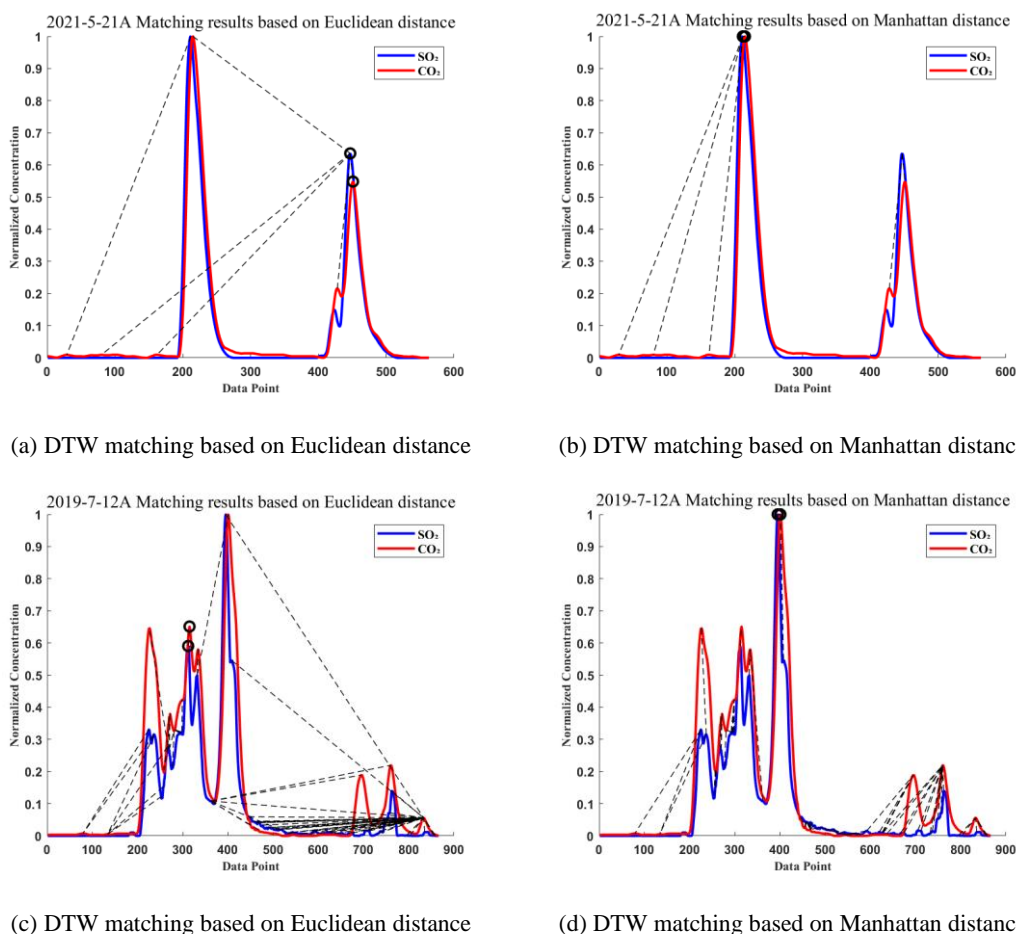 2021-5-21A Matching results based on Euclidean distance
SO₂
CO₂
Normalized Concentration
1
0.9
0.8
0.7
0.6
0.5
0.4
0.3
0.2
0.1
0
0 100 200 300 400 500 600
Data Point
(a) DTW matching based on Euclidean distance
2021-5-21A Matching results based on Manhattan distance
SO₂
CO₂
Normalized Concentration
1
0.9
0.8
0.7
0.6
0.5
0.4
0.3
0.2
0.1
0
0 100 200 300 400 500 600
Data Point
(b) DTW matching based on Manhattan distanc
2019-7-12A Matching results based on Euclidean distance
SO₂
CO₂
Normalized Concentration
1
0.9
0.8
0.7
0.6
0.5
0.4
0.3
0.2
0.1
0
0 100 200 300 400 500 600 700 800 900
Data Point
(c) DTW matching based on Euclidean distance
2019-7-12A Matching results based on Manhattan distance
SO₂
CO₂
Normalized Concentration
1
0.9
0.8
0.7
0.6
0.5
0.4
0.3
0.2
0.1
0
0 100 200 300 400 500 600 700 800 900
Data Point
(d) DTW matching based on Manhattan distanc